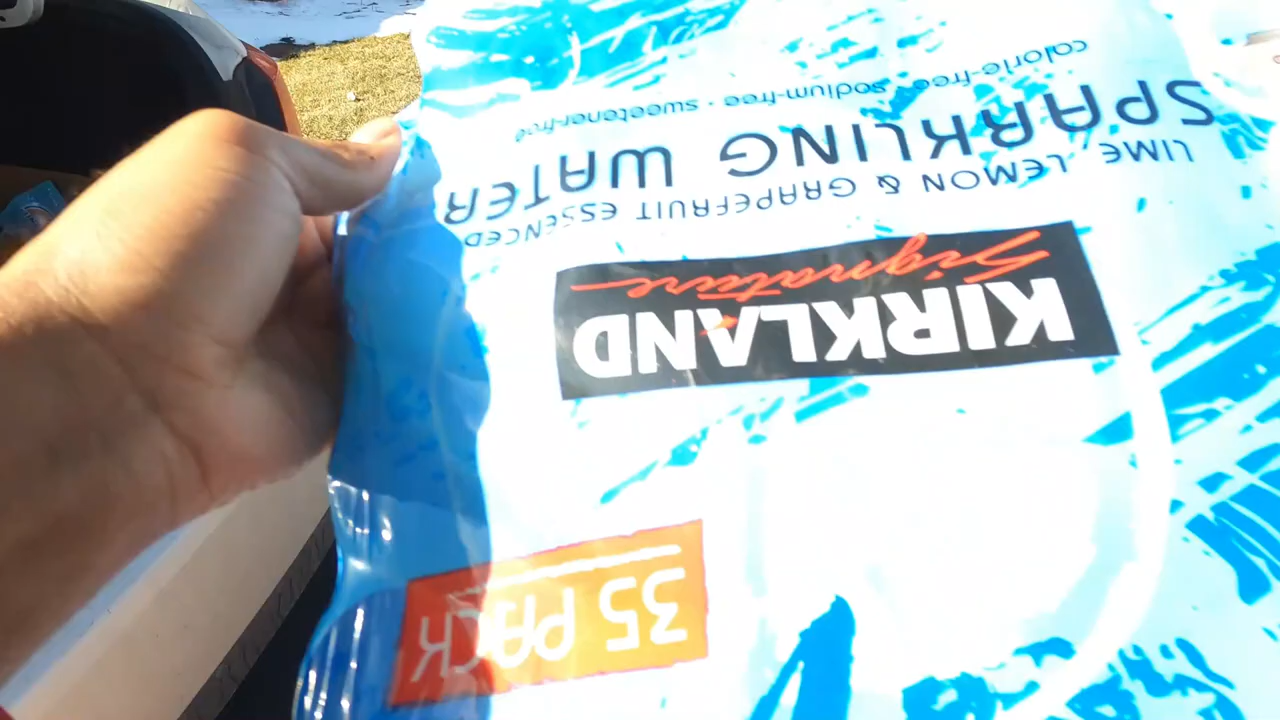 35 PACK
KIRKLAND
Signature
LIME, LEMON & GRAPEFRUIT ESSENCED
SPARKLING WATER
calorie-free · sodium-free · sweetener-free